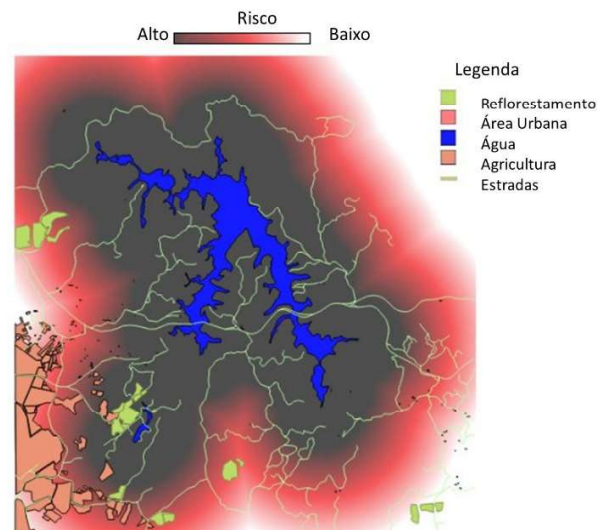 Risco
Alto Baixo
Legenda
Reflorestamento
Área Urbana
Água
Agricultura
Estradas